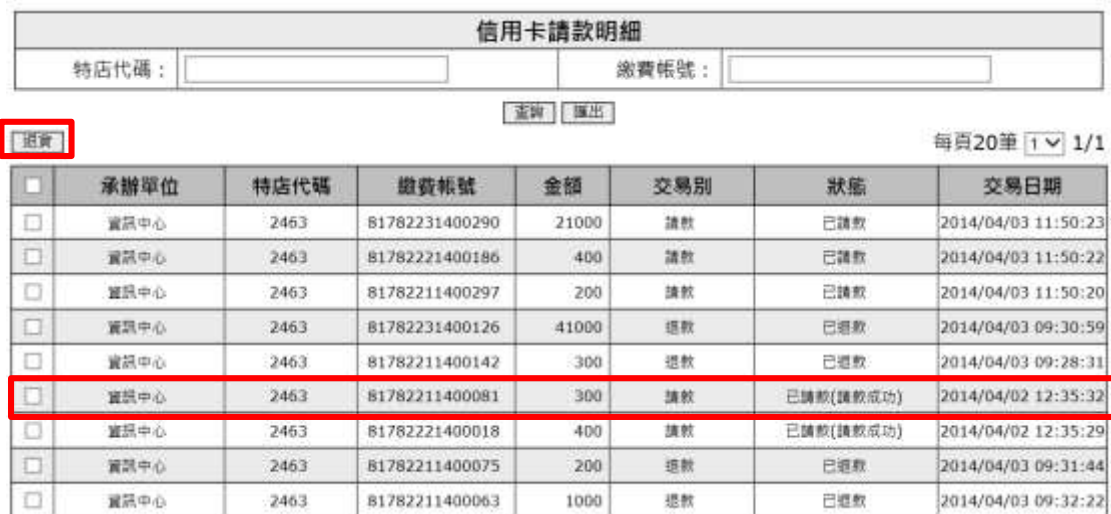 信用卡請款明細
特店代碼： 繳費帳號：
查詢 匯出
退貨 每頁20筆 1 1/1
承辦單位 特店代碼 繳費帳號 金額 交易別 狀態 交易日期
資訊中心 2463 81782231400290 21000 請款 已請款 2014/04/03 11:50:23
資訊中心 2463 81782221400186 400 請款 已請款 2014/04/03 11:50:22
資訊中心 2463 81782211400297 200 請款 已請款 2014/04/03 11:50:20
資訊中心 2463 81782231400126 41000 退款 已退款 2014/04/03 09:30:59
資訊中心 2463 81782211400142 300 退款 已退款 2014/04/03 09:28:31
資訊中心 2463 81782211400081 300 請款 已請款(請款成功) 2014/04/02 12:35:32
資訊中心 2463 81782221400018 400 請款 已請款(請款成功) 2014/04/02 12:35:29
資訊中心 2463 81782211400075 200 退款 已退款 2014/04/03 09:31:44
資訊中心 2463 81782211400063 1000 退款 已退款 2014/04/03 09:32:22